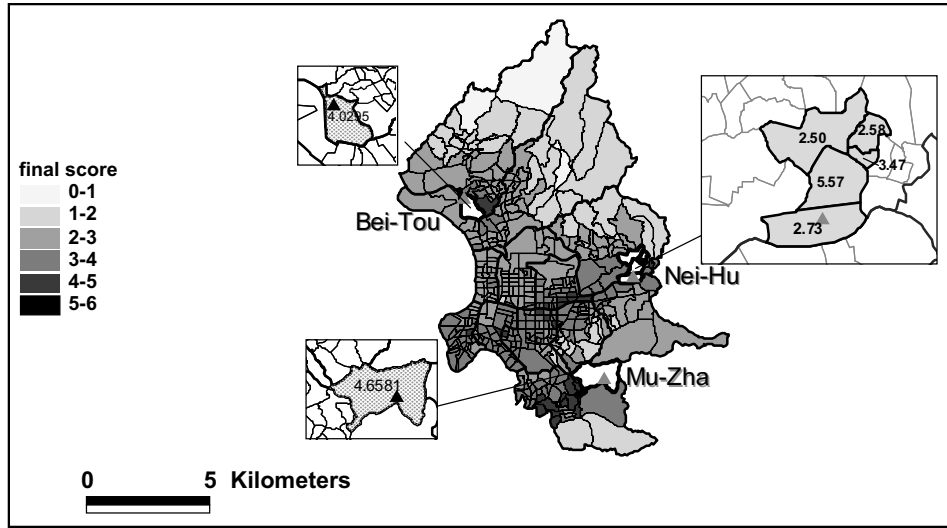 4.0295
2.50
2.58
3.47
5.57
2.73
final score
0-1
1-2
2-3
3-4
4-5
5-6
Bei-Tou
Nei-Hu
Mu-Zha
4.6581
0 5 Kilometers